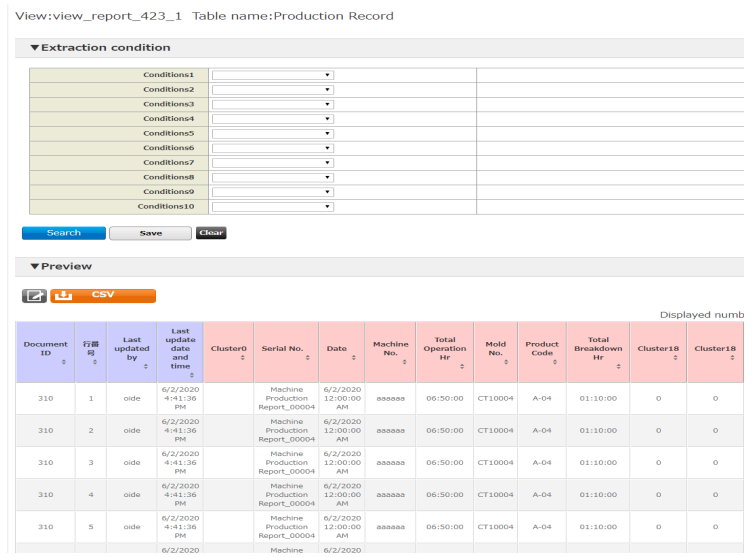 View:view_report_423_1 Table name:Production Record
▼Extraction condition
Conditions1
Conditions2
Conditions3
Conditions4
Conditions5
Conditions6
Conditions7
Conditions8
Conditions9
Conditions10
Search Save Clear
▼Preview
CSV
Displayed numb
Document ID 行番号 Last updated by Last update date and time Cluster0 Serial No. Date Machine No. Total Operation Hr Mold No. Product Code Total Breakdown Hr Cluster18 Cluster18
310 1 oide 6/2/2020 4:41:36 PM Machine Production Report_00004 6/2/2020 12:00:00 AM aaaaaa 06:50:00 CT10004 A-04 01:10:00 0 0
310 2 oide 6/2/2020 4:41:36 PM Machine Production Report_00004 6/2/2020 12:00:00 AM aaaaaa 06:50:00 CT10004 A-04 01:10:00 0 0
310 3 oide 6/2/2020 4:41:36 PM Machine Production Report_00004 6/2/2020 12:00:00 AM aaaaaa 06:50:00 CT10004 A-04 01:10:00 0 0
310 4 oide 6/2/2020 4:41:36 PM Machine Production Report_00004 6/2/2020 12:00:00 AM aaaaaa 06:50:00 CT10004 A-04 01:10:00 0 0
310 5 oide 6/2/2020 4:41:36 PM Machine Production Report_00004 6/2/2020 12:00:00 AM aaaaaa 06:50:00 CT10004 A-04 01:10:00 0 0
6/2/2020 Machine 6/2/2020